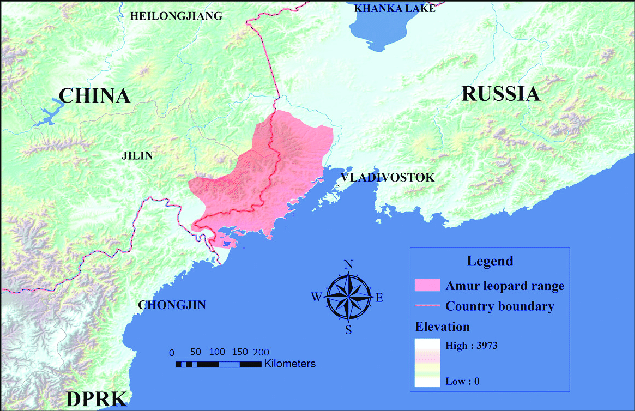 HEILONGJIANG
KHANKA LAKE
CHINA
RUSSIA
JILIN
VLADIVOSTOK
N
W E
S
CHONGJIN
DPRK
0 50 100 150 200
Kilometers
Legend
Amur leopard range
Country boundary
Elevation
High : 3973
Low : 0